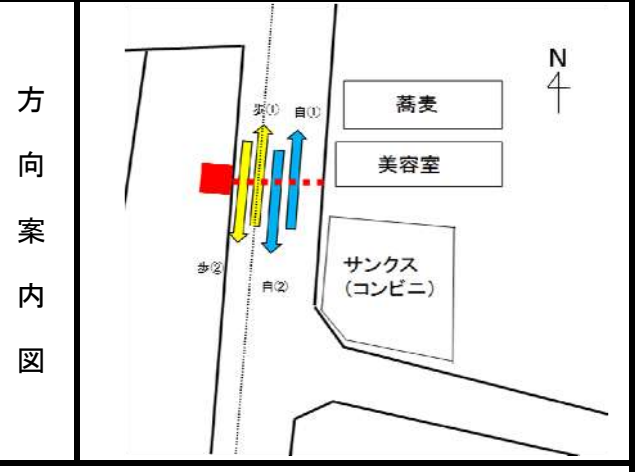 方
向
案
内
図
N
蕎麦
歩① 自①
美容室
歩②
自②
サンクス
(コンビニ)